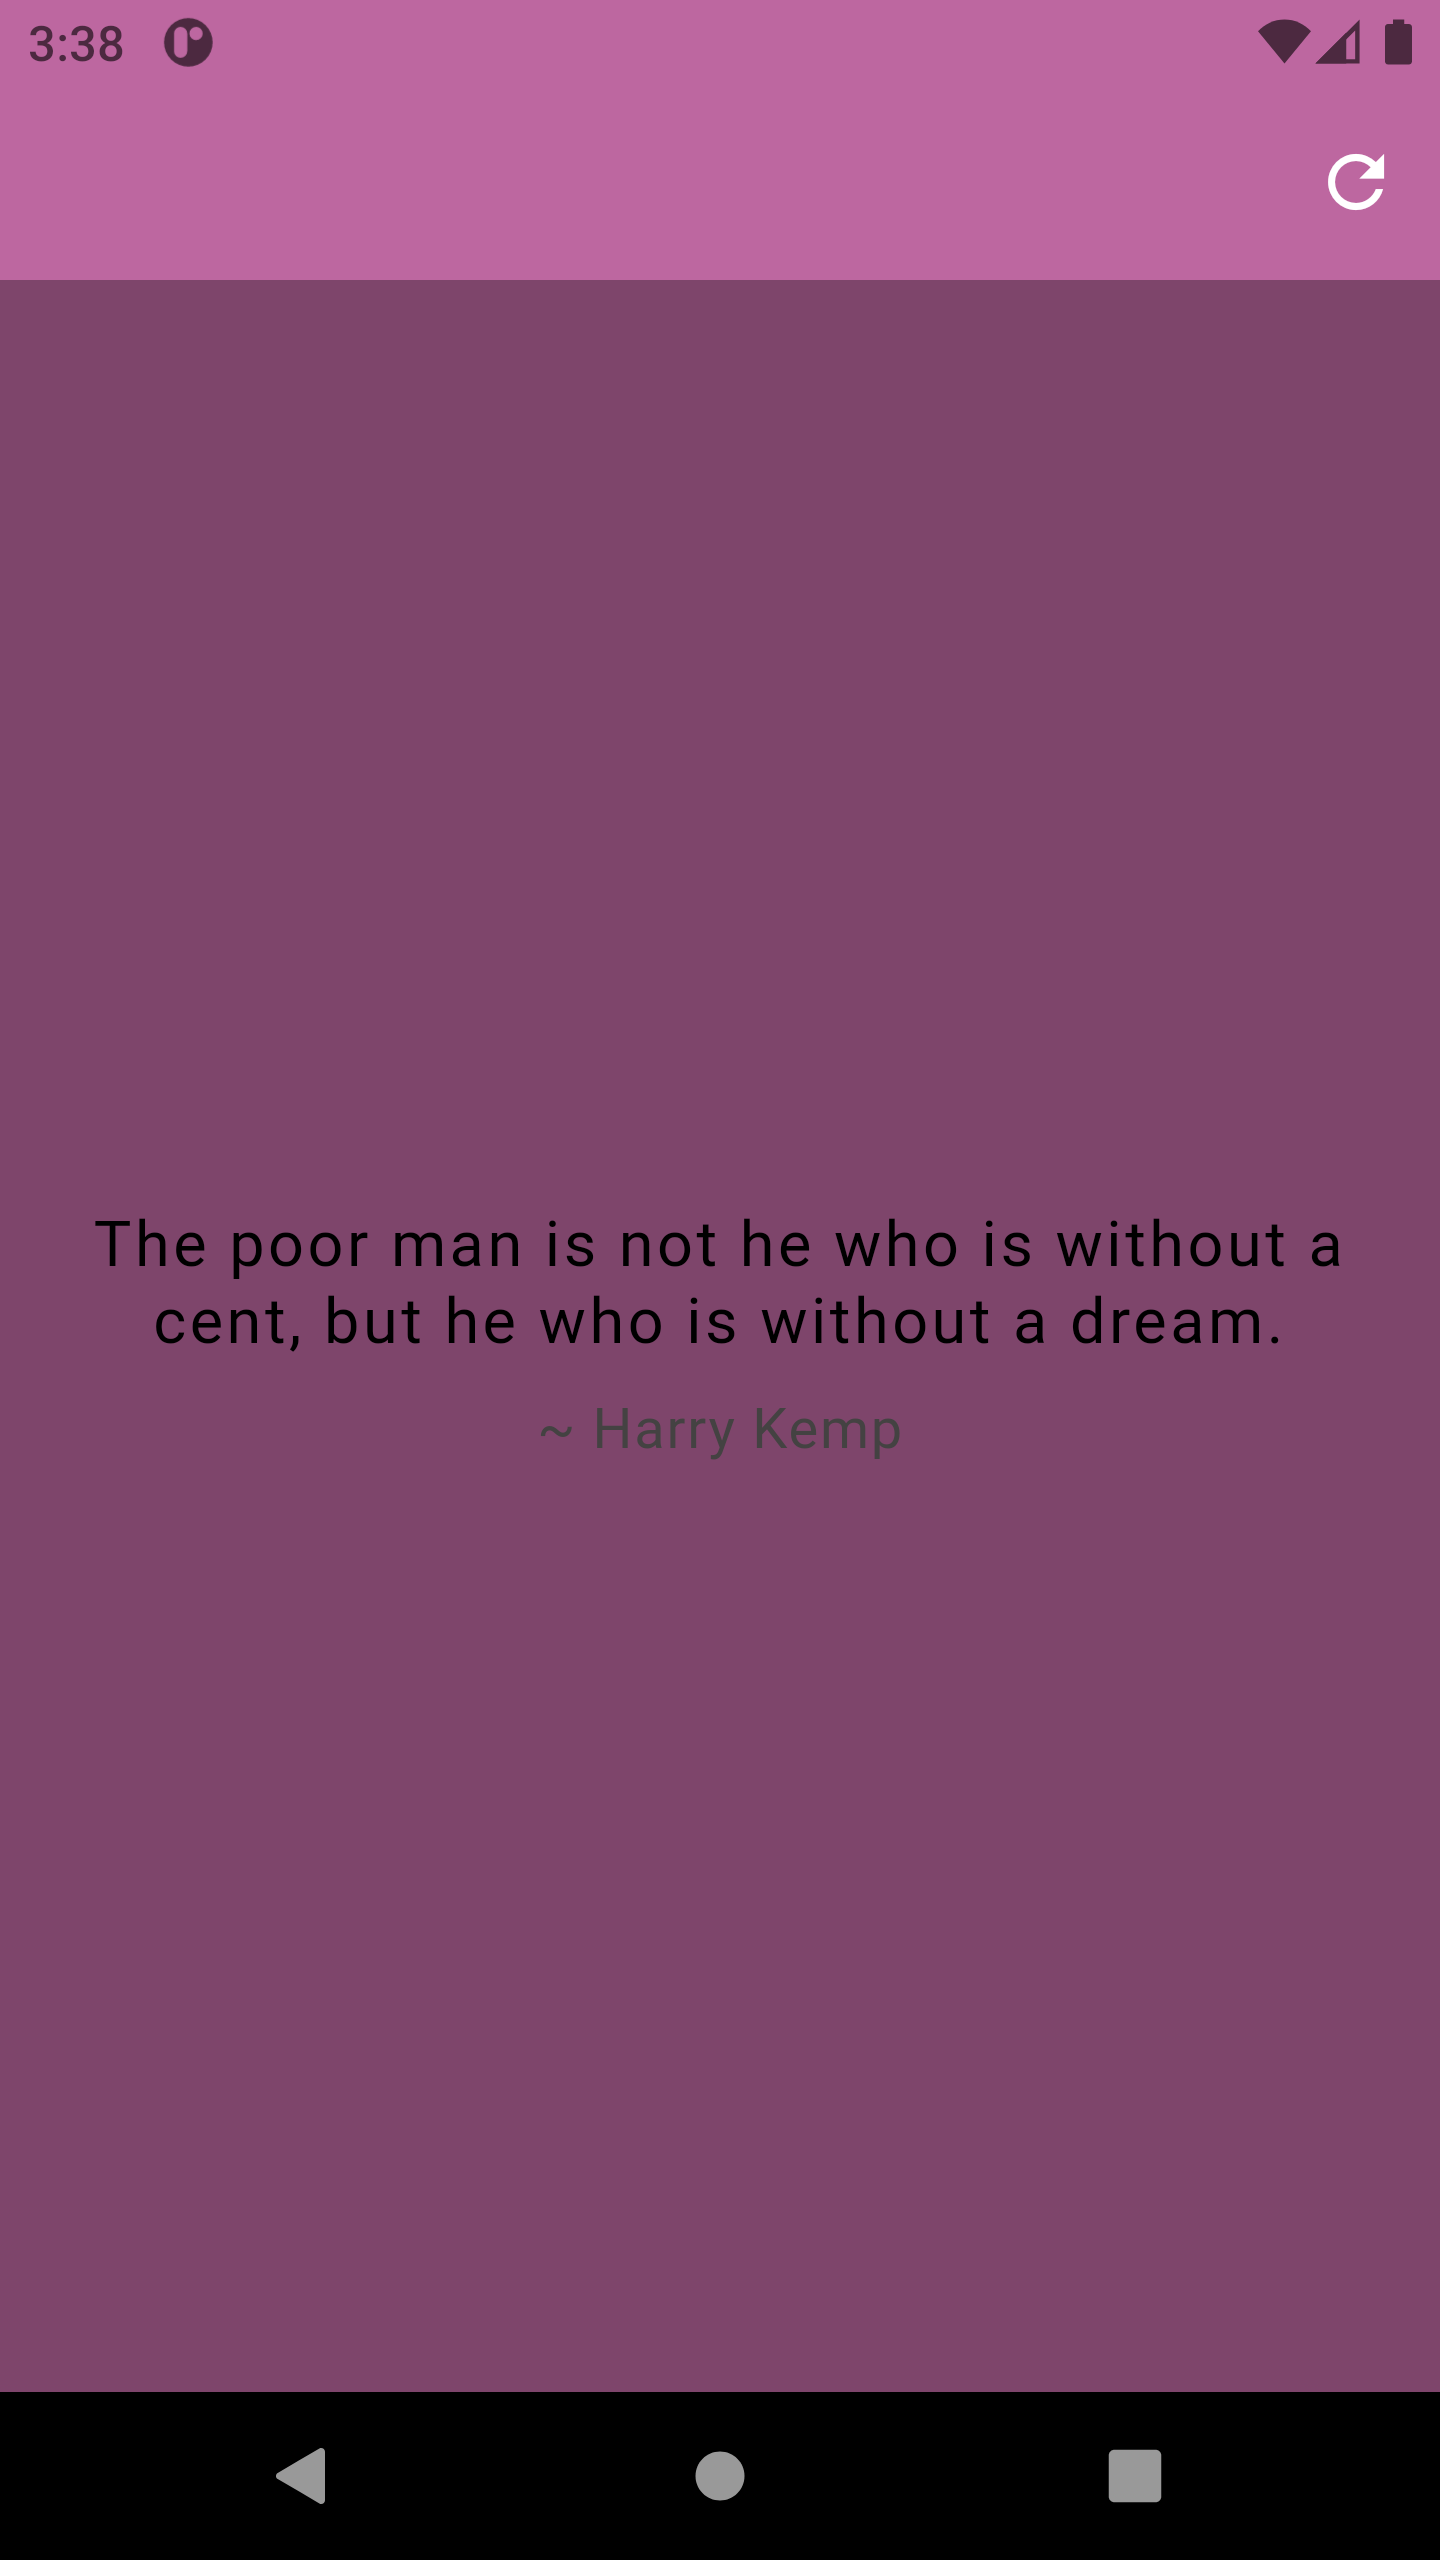 3:38
The poor man is not he who is without a
cent, but he who is without a dream.
~ Harry Kemp